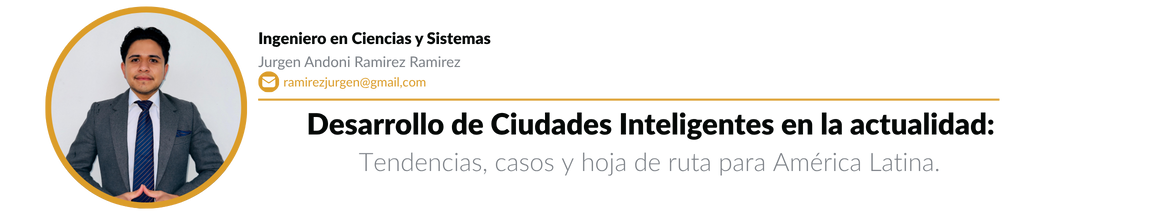 Ingeniero en Ciencias y Sistemas
Jurgen Andoni Ramirez Ramirez
ramirezjurgen@gmail,com
Desarrollo de Ciudades Inteligentes en la actualidad:
Tendencias, casos y hoja de ruta para América Latina.